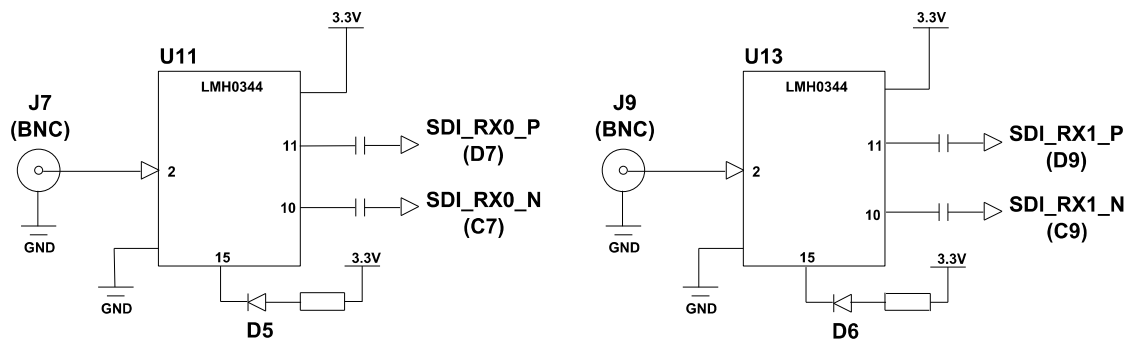 3.3V
U11
LMH0344
J7
(BNC)
2
11
SDI_RX0_P
(D7)
10
SDI_RX0_N
(C7)
GND
15
3.3V
GND
D5
3.3V
U13
LMH0344
J9
(BNC)
2
11
SDI_RX1_P
(D9)
10
SDI_RX1_N
(C9)
GND
15
3.3V
GND
D6